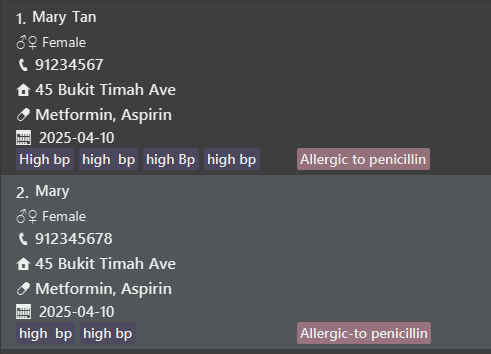 1. Mary Tan
Female
91234567
45 Bukit Timah Ave
Metformin, Aspirin
2025-04-10
High bp high  bp high Bp high bp Allergic to penicillin
2. Mary
Female
912345678
45 Bukit Timah Ave
Metformin, Aspirin
2025-04-10
high  bp high bp Allergic-to penicillin